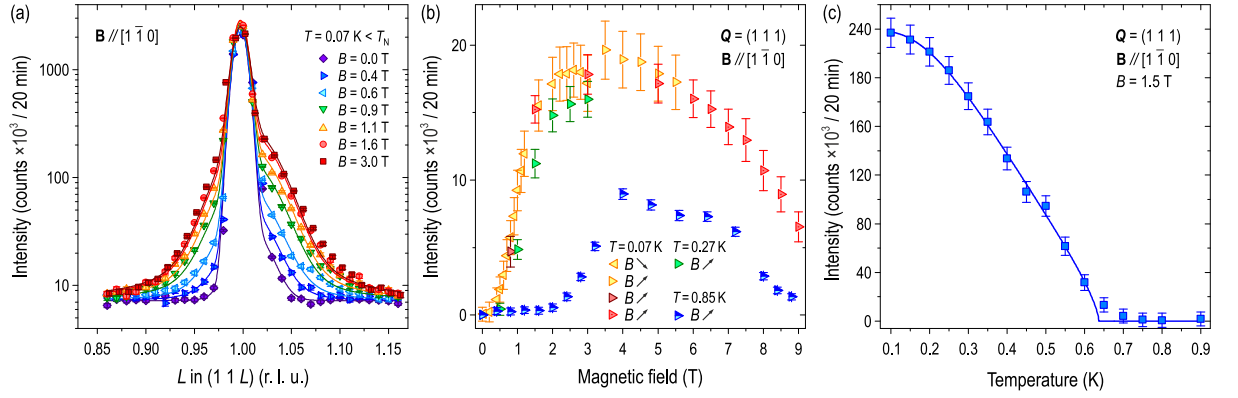 (a)
B // [1 1̅ 0]
T = 0.07 K < T_N
B = 0.0 T
B = 0.4 T
B = 0.6 T
B = 0.9 T
B = 1.1 T
B = 1.6 T
B = 3.0 T
Intensity (counts ×10³ / 20 min)
1000
100
10
0.85 0.90 0.95 1.00 1.05 1.10 1.15
L in (1 1 L) (r. l. u.)
(b)
Q = (1 1 1)
B // [1 1̅ 0]
Intensity (counts ×10³ / 20 min)
20
10
0
T = 0.07 K T = 0.27 K
B ↘ B ↗
B ↗
B ↗ T = 0.85 K
B ↗ B ↗
0 1 2 3 4 5 6 7 8 9
Magnetic field (T)
(c)
Q = (1 1 1)
B // [1 1̅ 0]
B = 1.5 T
Intensity (counts ×10³ / 20 min)
240
200
160
120
80
40
0
0.1 0.2 0.3 0.4 0.5 0.6 0.7 0.8 0.9
Temperature (K)